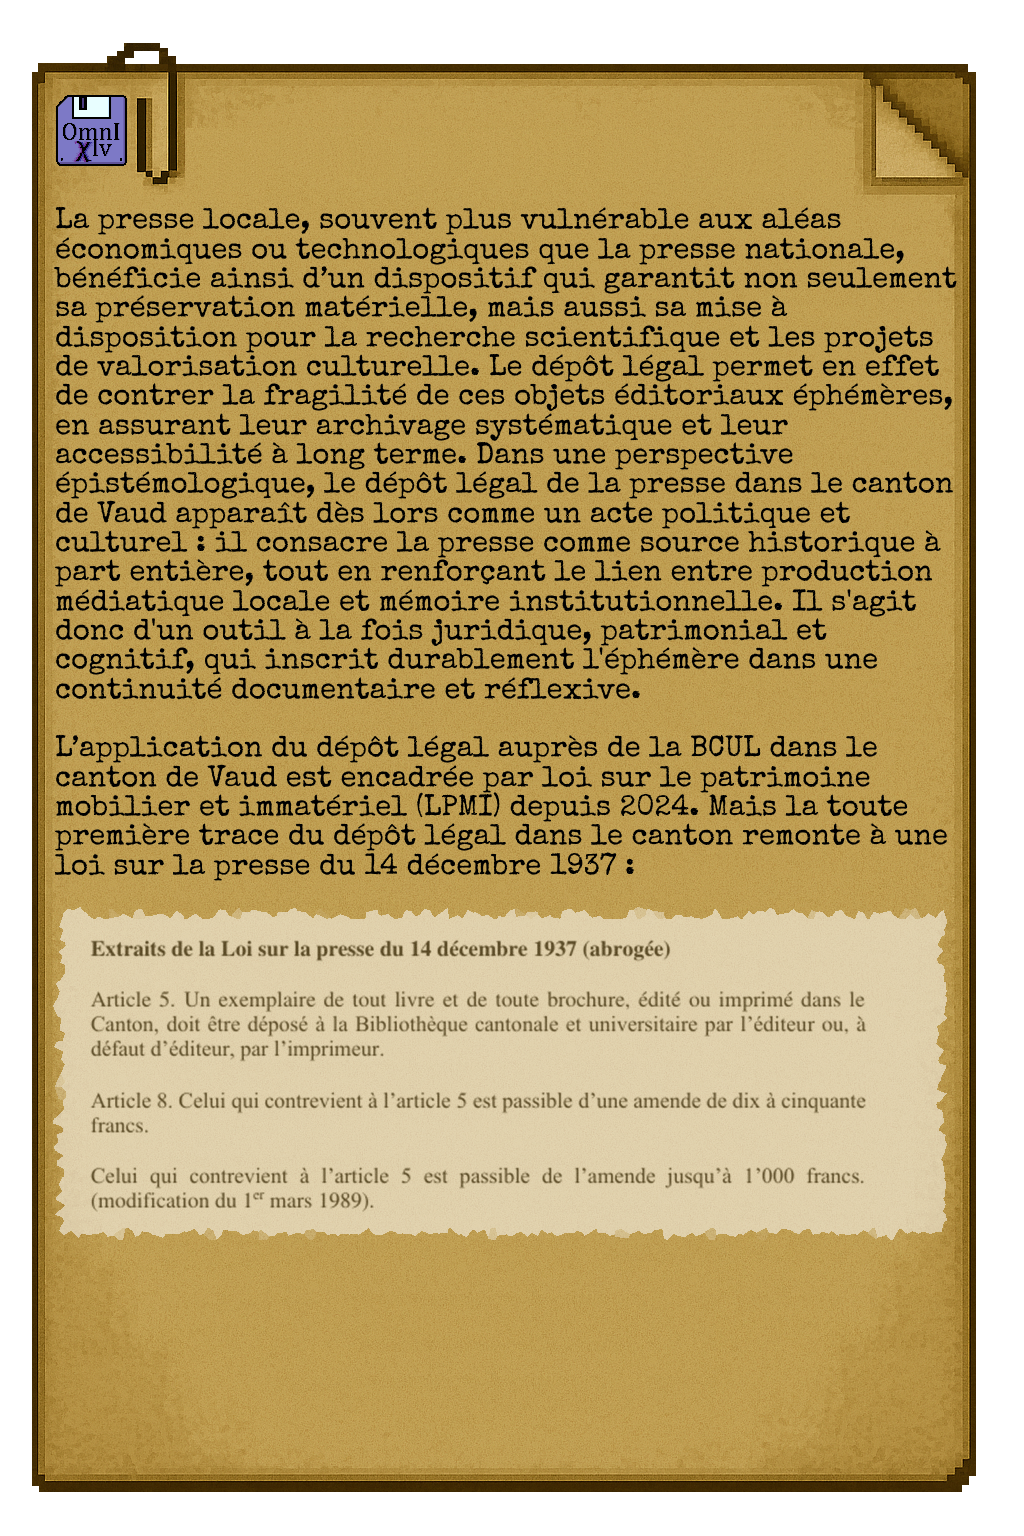 OmnI
χIv
La presse locale, souvent plus vulnérable aux aléas
économiques ou technologiques que la presse nationale,
bénéficie ainsi d’un dispositif qui garantit non seulement
sa préservation matérielle, mais aussi sa mise à
disposition pour la recherche scientifique et les projets
de valorisation culturelle. Le dépôt légal permet en effet
de contrer la fragilité de ces objets éditoriaux éphémères,
en assurant leur archivage systématique et leur
accessibilité à long terme. Dans une perspective
épistémologique, le dépôt légal de la presse dans le canton
de Vaud apparaît dès lors comme un acte politique et
culturel : il consacre la presse comme source historique à
part entière, tout en renforçant le lien entre production
médiatique locale et mémoire institutionnelle. Il s'agit
donc d'un outil à la fois juridique, patrimonial et
cognitif, qui inscrit durablement l'éphémère dans une
continuité documentaire et réflexive.
L’application du dépôt légal auprès de la BCUL dans le
canton de Vaud est encadrée par loi sur le patrimoine
mobilier et immatériel (LPMI) depuis 2024. Mais la toute
première trace du dépôt légal dans le canton remonte à une
loi sur la presse du 14 décembre 1937 :
Extraits de la Loi sur la presse du 14 décembre 1937 (abrogée)
Article 5. Un exemplaire de tout livre et de toute brochure, édité ou imprimé dans le
Canton, doit être déposé à la Bibliothèque cantonale et universitaire par l’éditeur ou, à
défaut d’éditeur, par l’imprimeur.
Article 8. Celui qui contrevient à l’article 5 est passible d’une amende de dix à cinquante
francs.
Celui qui contrevient à l’article 5 est passible de l’amende jusqu’à 1’000 francs.
(modification du 1er mars 1989).